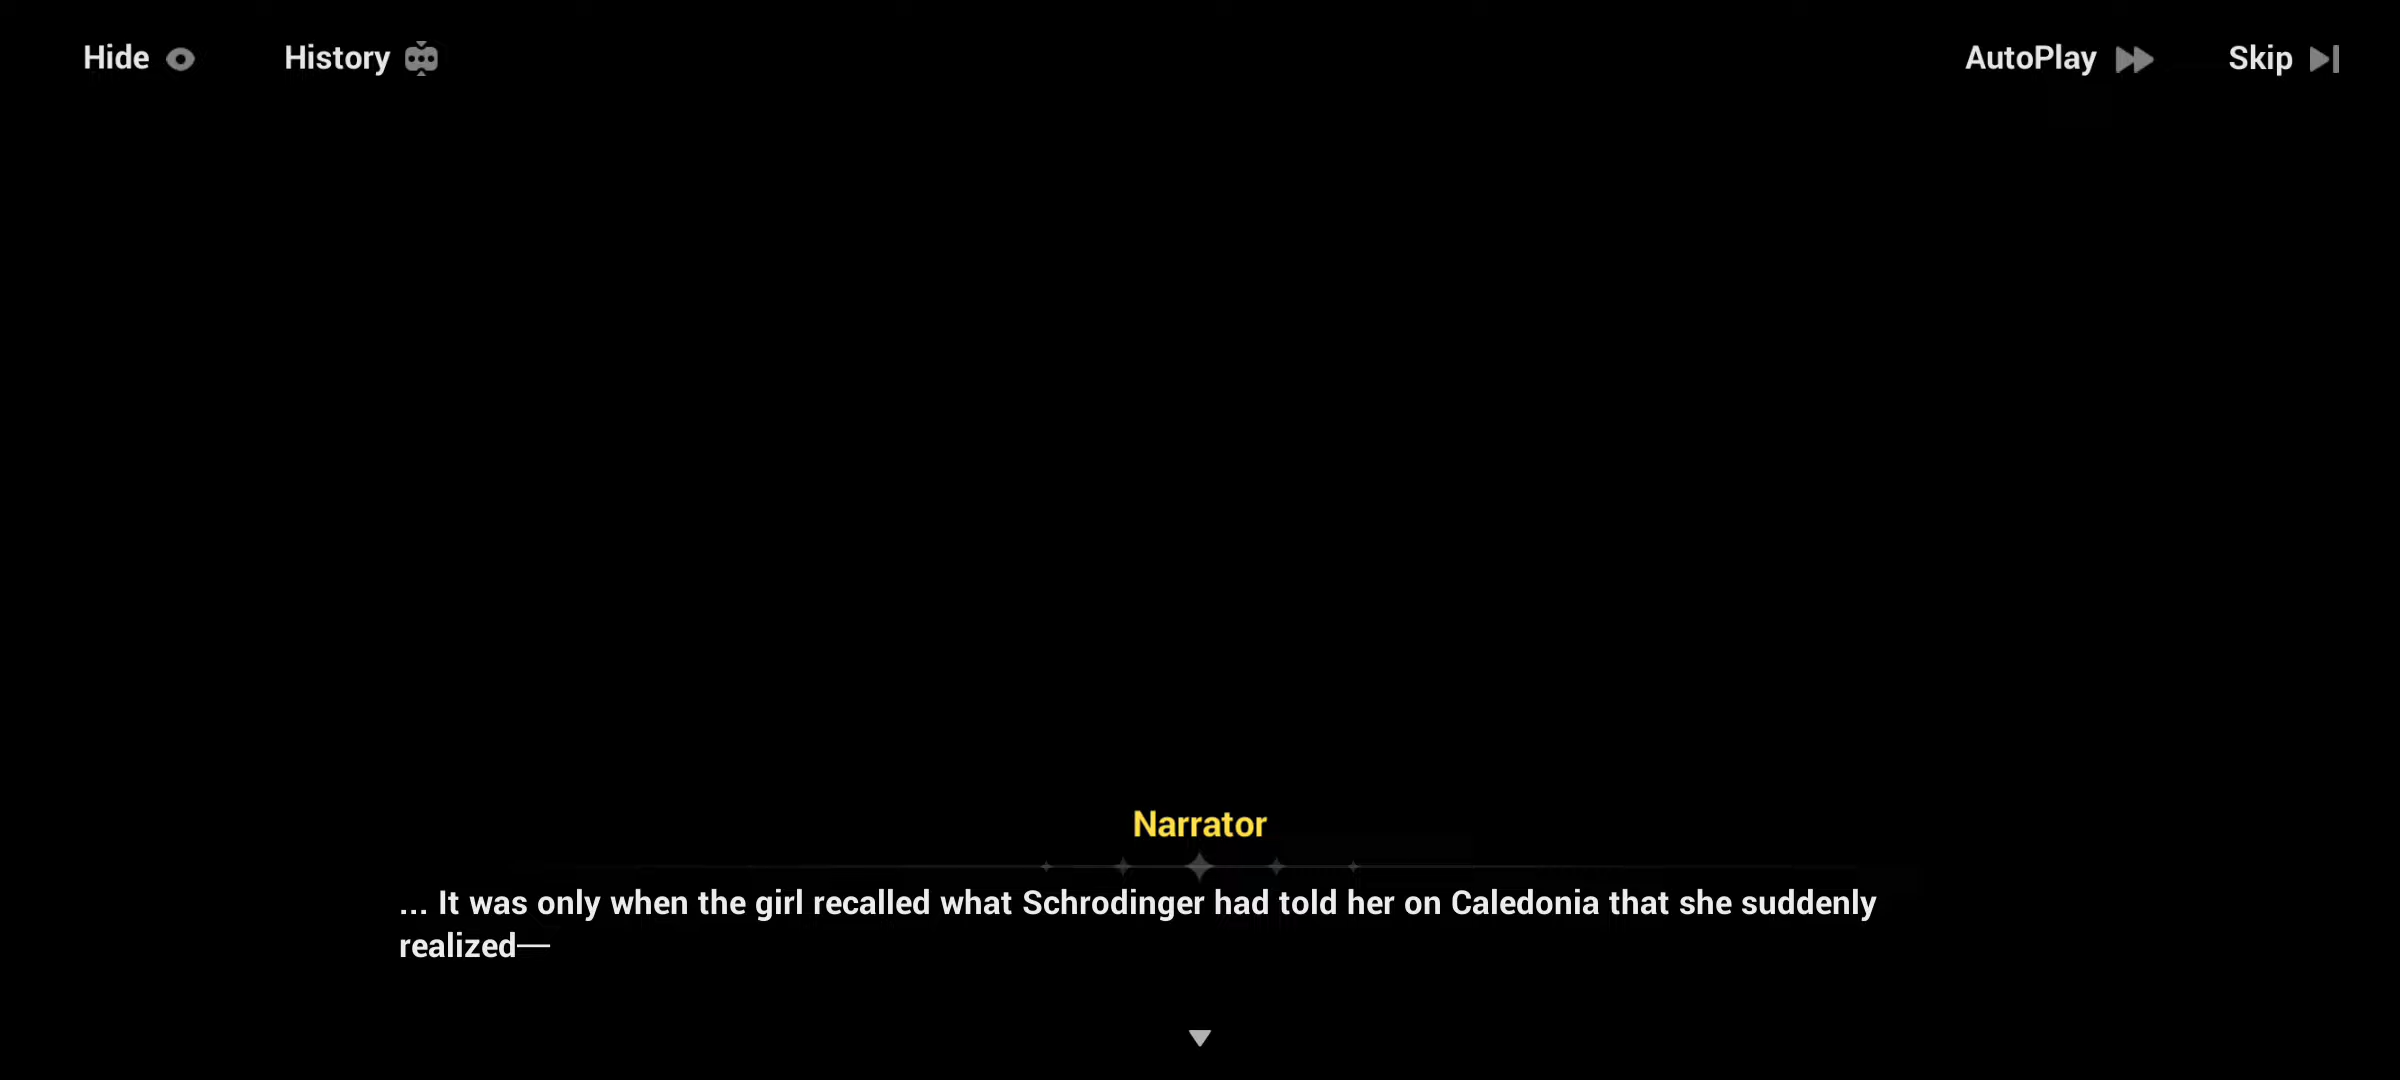 Hide
History
AutoPlay
Skip
Narrator
... It was only when the girl recalled what Schrodinger had told her on Caledonia that she suddenly
realized—